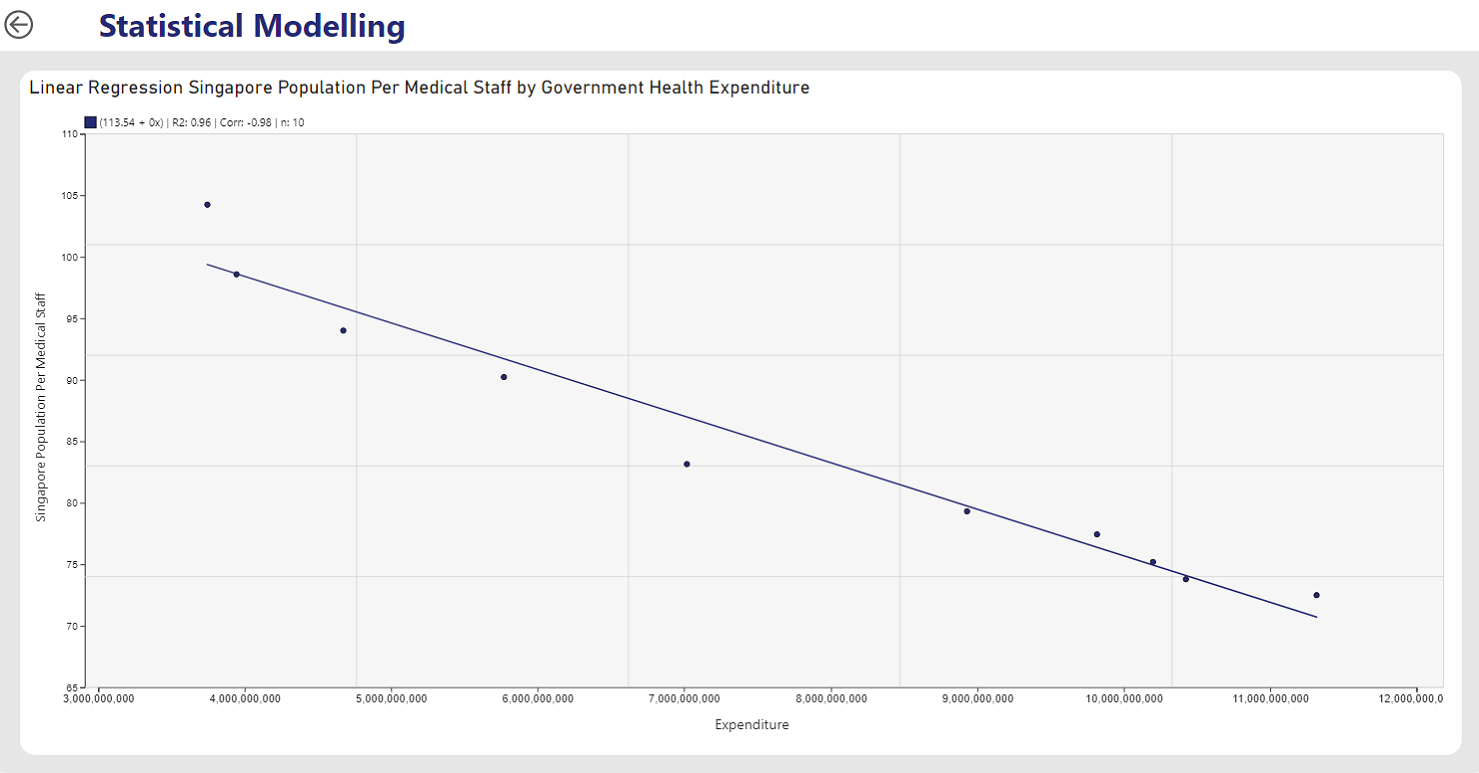 Statistical Modelling
Linear Regression Singapore Population Per Medical Staff by Government Health Expenditure
(113.54 + 0x) | R2: 0.96 | Corr: -0.98 | n: 10
110
105
100
95
90
85
80
75
70
65
Singapore Population Per Medical Staff
3,000,000,000 4,000,000,000 5,000,000,000 6,000,000,000 7,000,000,000 8,000,000,000 9,000,000,000 10,000,000,000 11,000,000,000 12,000,000,0
Expenditure